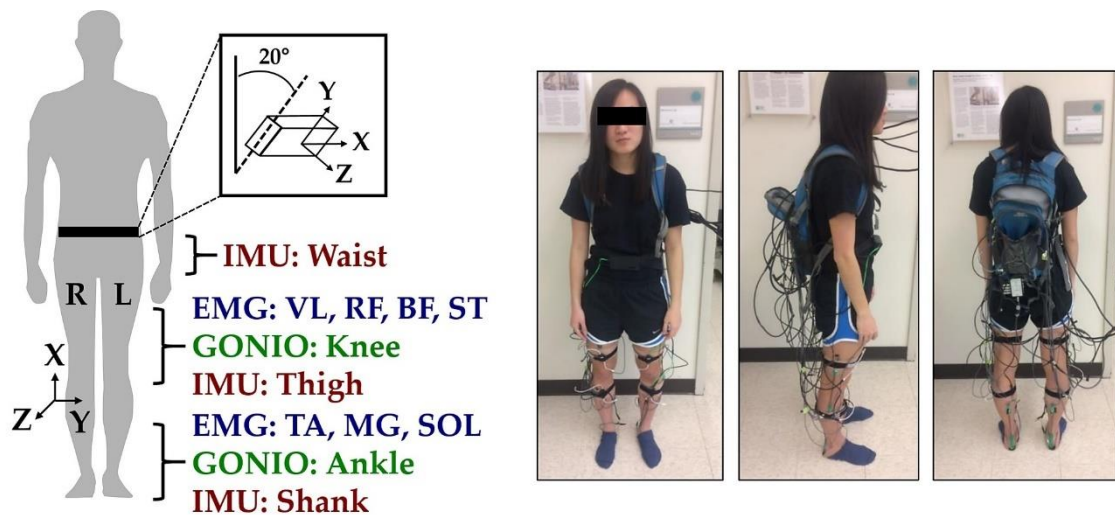 20°
Y
X
Z
IMU: Waist
R L
EMG: VL, RF, BF, ST
GONIO: Knee
IMU: Thigh
X
Z Y
EMG: TA, MG, SOL
GONIO: Ankle
IMU: Shank